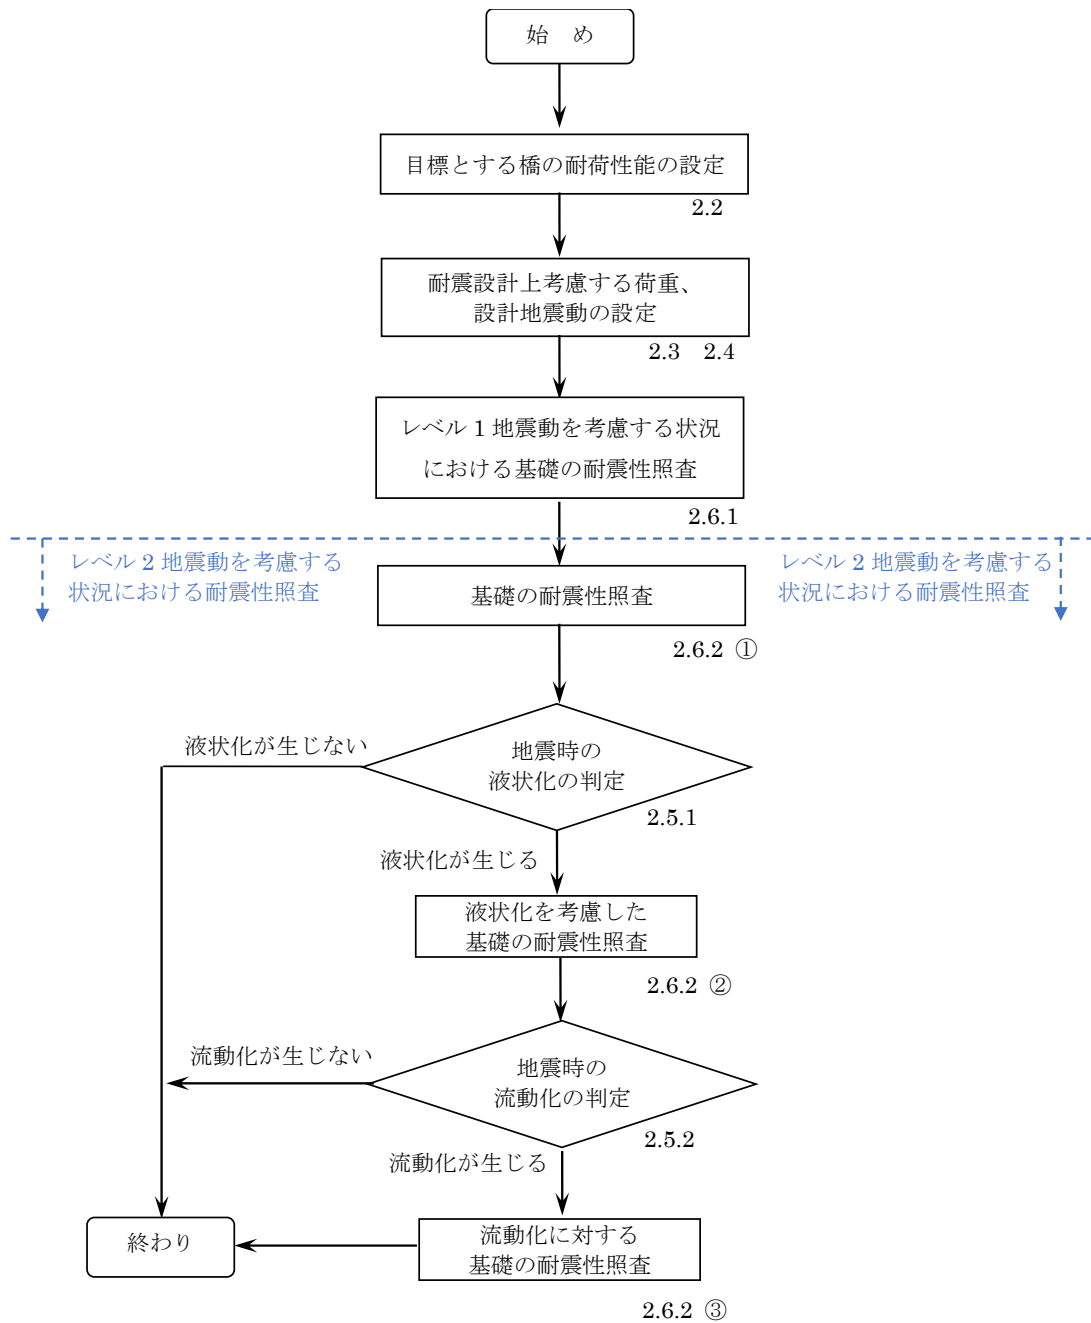 始　め
目標とする橋の耐荷性能の設定
2.2
耐震設計上考慮する荷重、
設計地震動の設定
2.3　2.4
レベル 1 地震動を考慮する状況
における基礎の耐震性照査
2.6.1
レベル 2 地震動を考慮する
状況における耐震性照査
レベル 2 地震動を考慮する
状況における耐震性照査
基礎の耐震性照査
2.6.2 ①
地震時の
液状化の判定
2.5.1
液状化が生じない
液状化が生じる
液状化を考慮した
基礎の耐震性照査
2.6.2 ②
地震時の
流動化の判定
2.5.2
流動化が生じない
流動化が生じる
流動化に対する
基礎の耐震性照査
2.6.2 ③
終わり